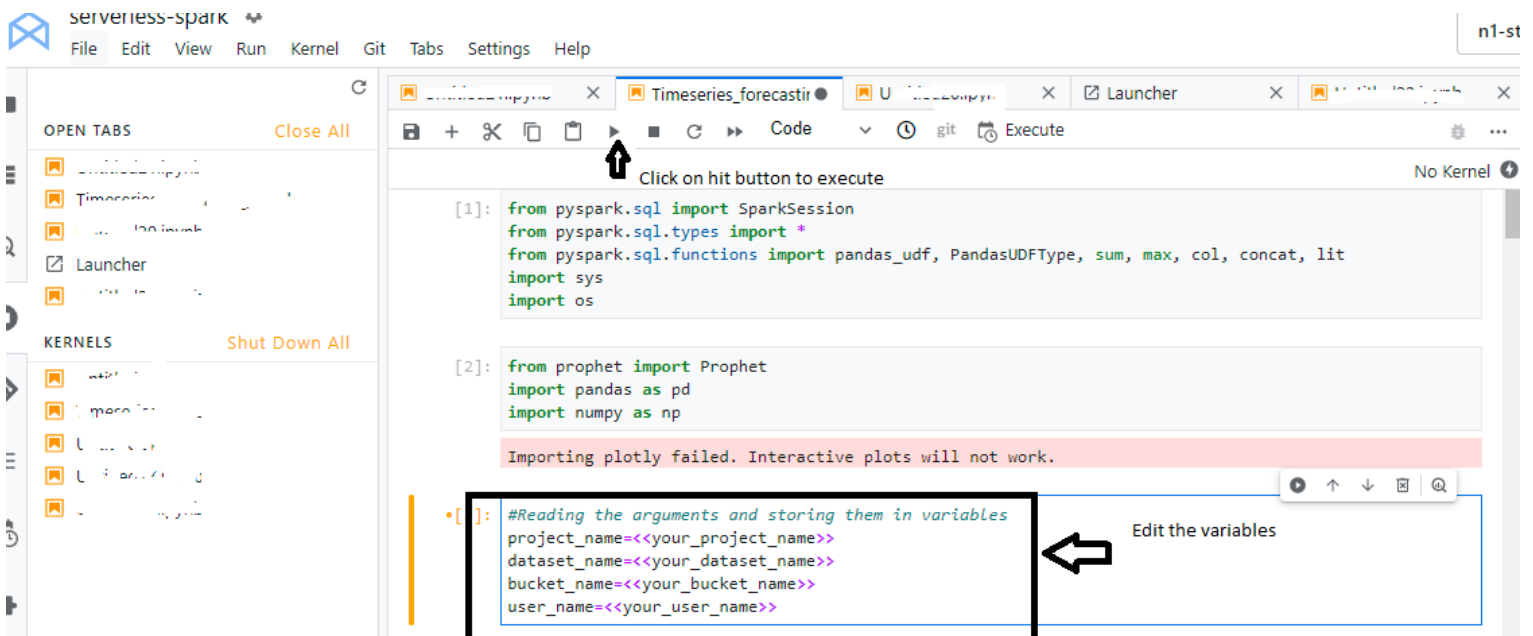 serverless-spark
n1-st
File Edit View Run Kernel Git Tabs Settings Help
Timeseries_forecastir
Launcher
OPEN TABS Close All
Code
git
Execute
Click on hit button to execute
No Kernel
Timeseries
Launcher
KERNELS Shut Down All
[1]: from pyspark.sql import SparkSession
from pyspark.sql.types import *
from pyspark.sql.functions import pandas_udf, PandasUDFType, sum, max, col, concat, lit
import sys
import os
[2]: from prophet import Prophet
import pandas as pd
import numpy as np
Importing plotly failed. Interactive plots will not work.
[ ]: #Reading the arguments and storing them in variables
project_name=<<your_project_name>>
dataset_name=<<your_dataset_name>>
bucket_name=<<your_bucket_name>>
user_name=<<your_user_name>>
Edit the variables